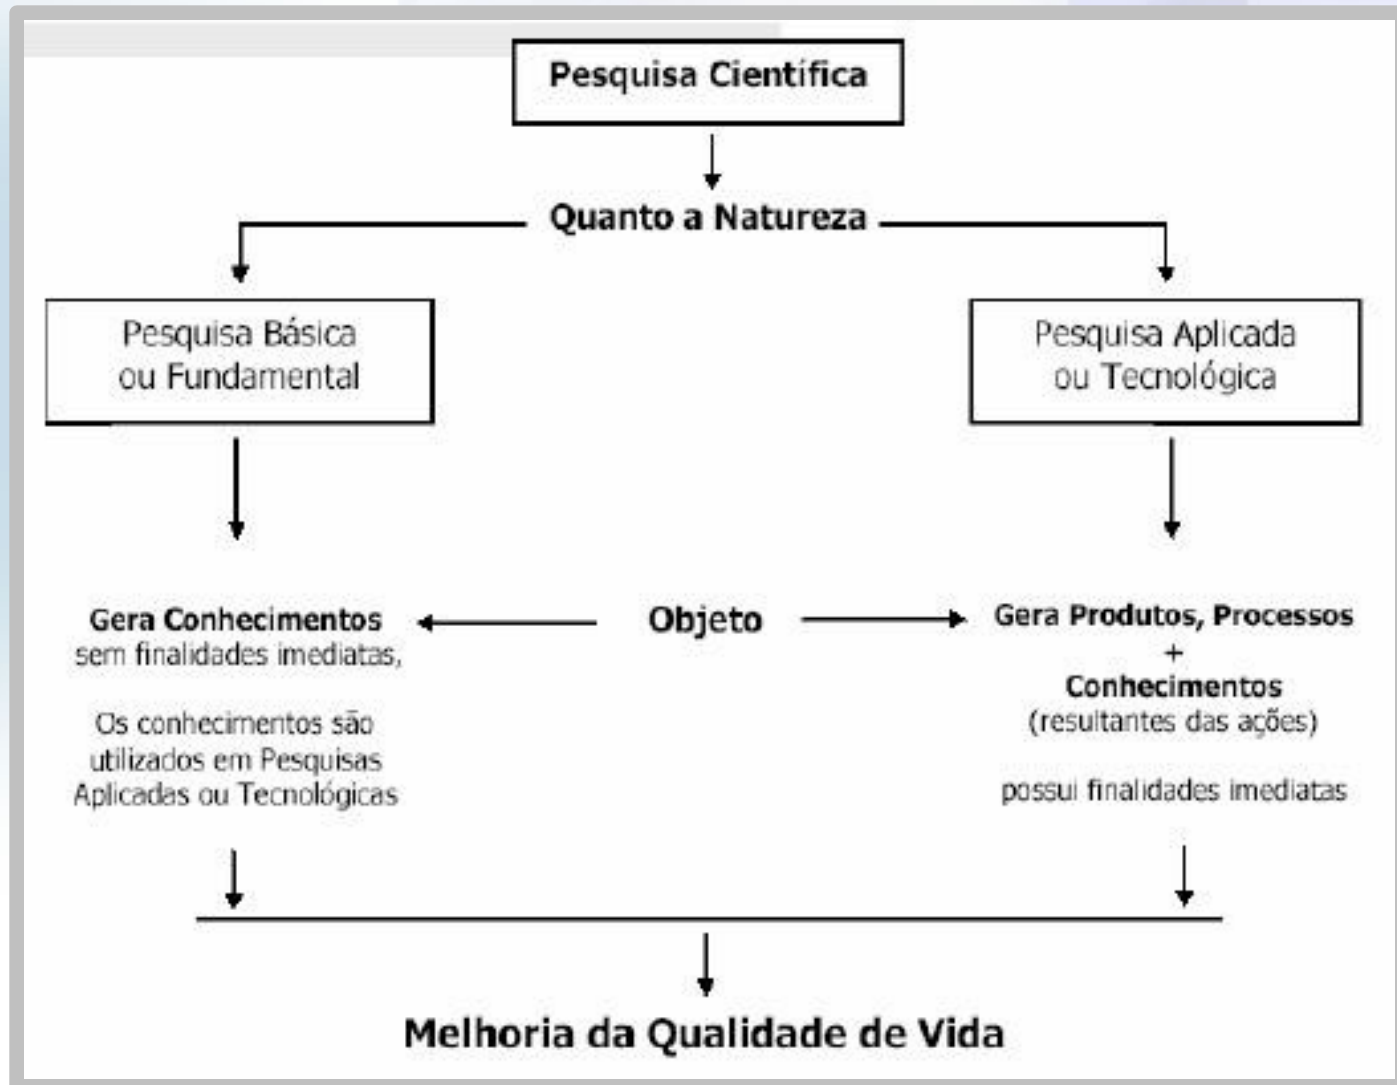 Pesquisa Científica
Quanto a Natureza
Pesquisa Básica
ou Fundamental
Pesquisa Aplicada
ou Tecnológica
Gera Conhecimentos
sem finalidades imediatas,
Os conhecimentos são
utilizados em Pesquisas
Aplicadas ou Tecnológicas
Objeto
Gera Produtos, Processos
+
Conhecimentos
(resultantes das ações)
possui finalidades imediatas
Melhoria da Qualidade de Vida